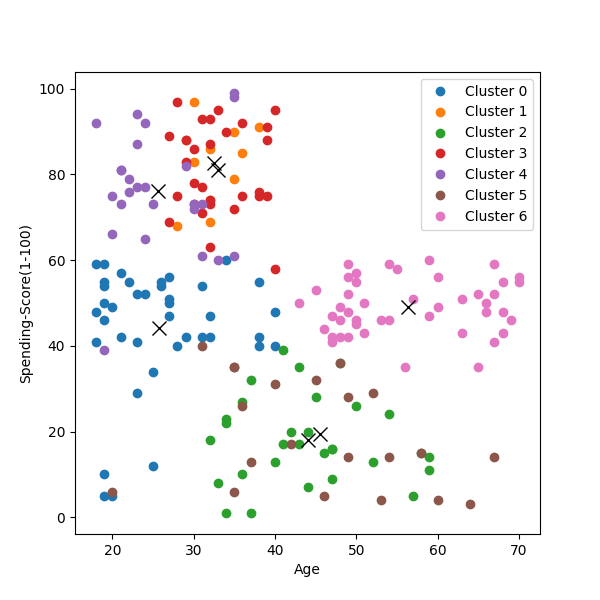 100
80
60
40
20
0
Spending-Score(1-100)
20 30 40 50 60 70
Age
Cluster 0
Cluster 1
Cluster 2
Cluster 3
Cluster 4
Cluster 5
Cluster 6